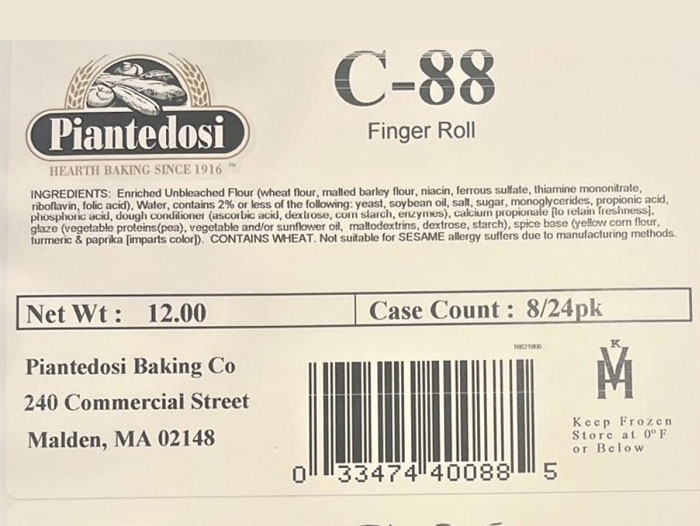 C-88
Piantedosi
HEARTH BAKING SINCE 1916 ™
Finger Roll
INGREDIENTS: Enriched Unbleached Flour (wheat flour, malted barley flour, niacin, ferrous sulfate, thiamine mononitrate,
riboflavin, folic acid), Water, contains 2% or less of the following: yeast, soybean oil, salt, sugar, monoglycerides, propionic acid,
phosphoric acid, dough conditioner (ascorbic acid, dextrose, corn starch, enzymes), calcium propionate [to retain freshness],
glaze (vegetable proteins(pea), vegetable and/or sunflower oil, maltodextrins, dextrose, starch), spice base (yellow corn flour,
turmeric & paprika [imparts color]). CONTAINS WHEAT. Not suitable for SESAME allergy suffers due to manufacturing methods.
Net Wt : 12.00
Case Count : 8/24pk
Piantedosi Baking Co
240 Commercial Street
Malden, MA 02148
0 33474 40088 5
K
Keep Frozen
Store at 0° F
or Below